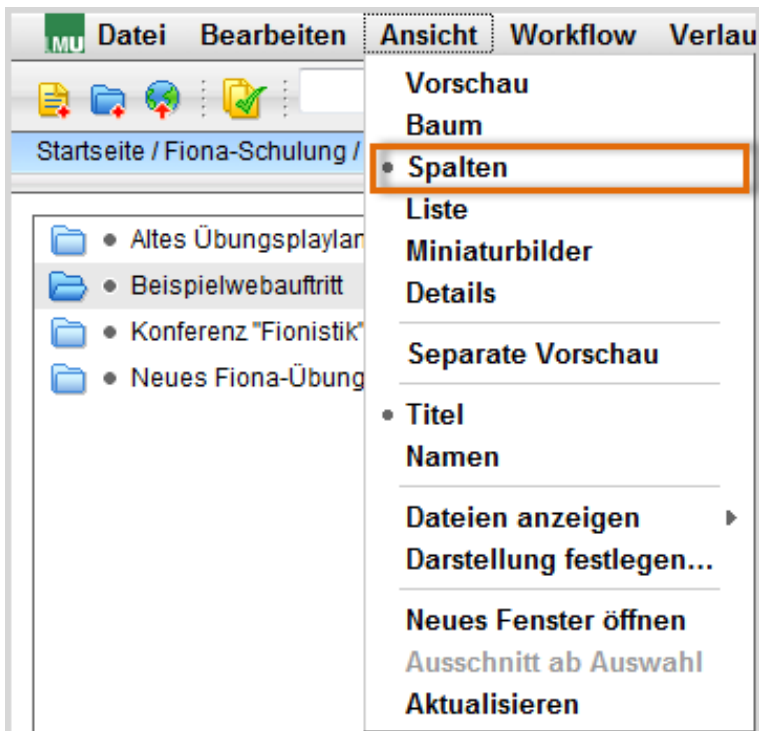 LMU Datei Bearbeiten Ansicht Workflow Verlau
Vorschau
Baum
Startseite / Fiona-Schulung /
Spalten
Liste
Miniaturbilder
Details
Separate Vorschau
Titel
Namen
Dateien anzeigen
Darstellung festlegen...
Neues Fenster öffnen
Ausschnitt ab Auswahl
Aktualisieren
Altes Übungsplaylan
Beispielwebauftritt
Konferenz "Fionistik"
Neues Fiona-Übung